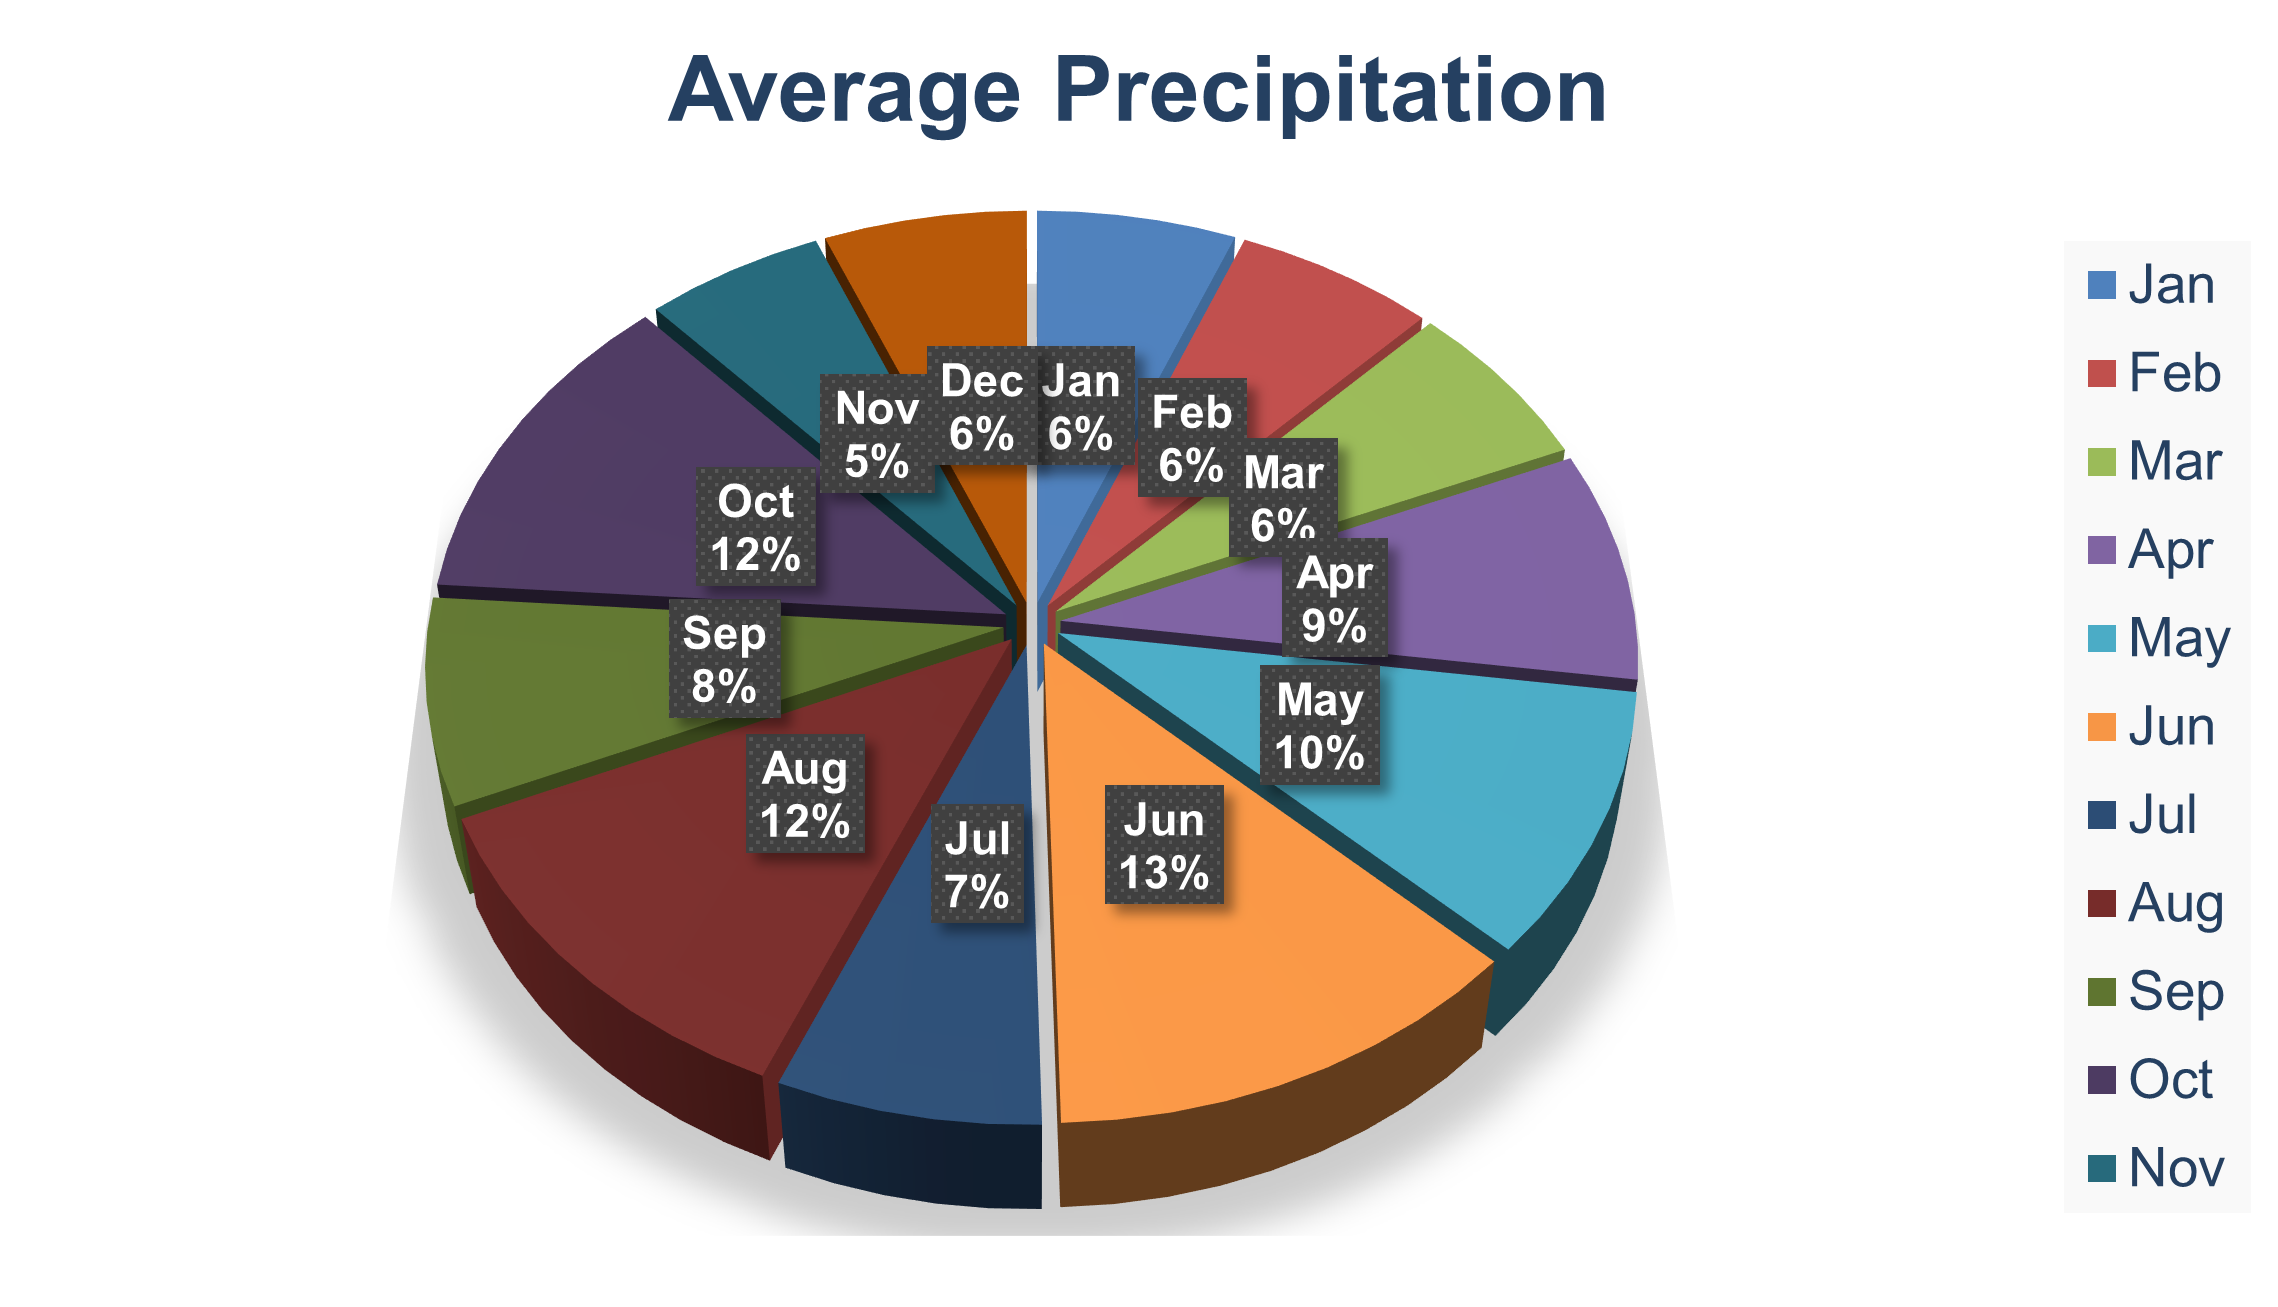 Average Precipitation
Dec
6%
Jan
6%
Nov
5%
Feb
6%
Mar
6%
Oct
12%
Apr
9%
Sep
8%
May
10%
Aug
12%
Jul
7%
Jun
13%
Jan
Feb
Mar
Apr
May
Jun
Jul
Aug
Sep
Oct
Nov